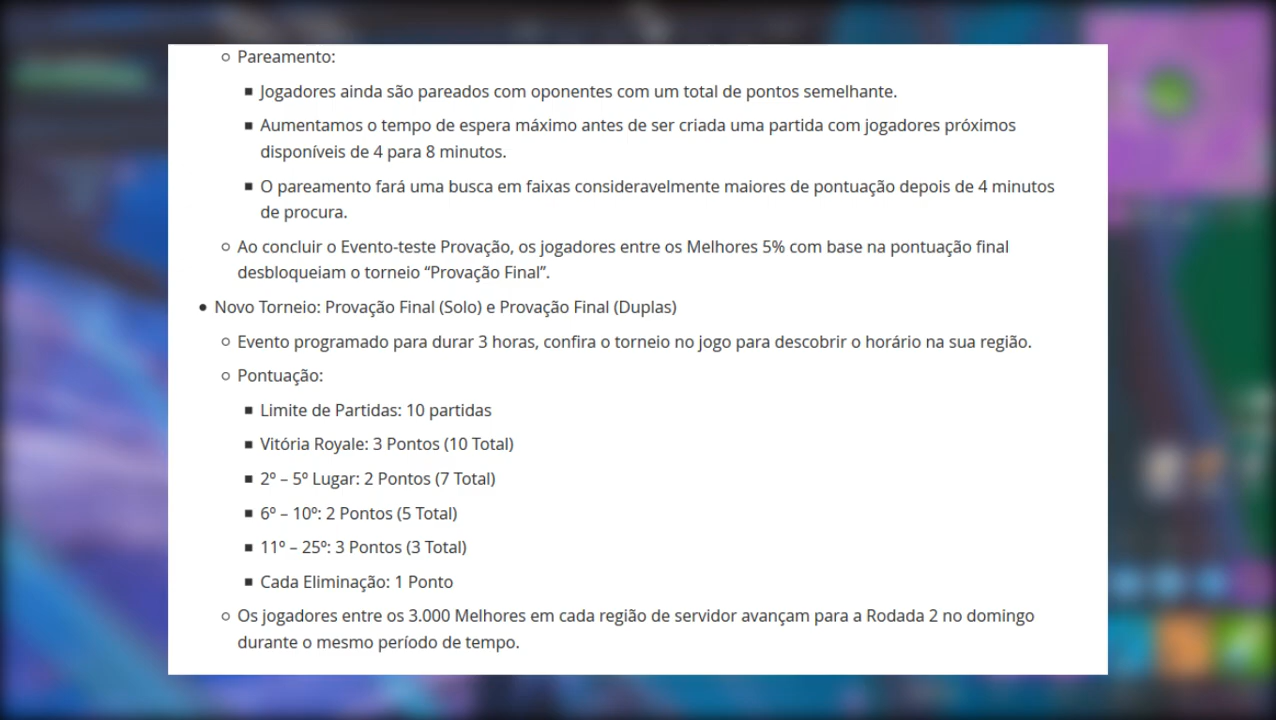 Pareamento:
Jogadores ainda são pareados com oponentes com um total de pontos semelhante.
Aumentamos o tempo de espera máximo antes de ser criada uma partida com jogadores próximos
disponíveis de 4 para 8 minutos.
O pareamento fará uma busca em faixas consideravelmente maiores de pontuação depois de 4 minutos
de procura.
Ao concluir o Evento-teste Provação, os jogadores entre os Melhores 5% com base na pontuação final
desbloqueiam o torneio “Provação Final”.
Novo Torneio: Provação Final (Solo) e Provação Final (Duplas)
Evento programado para durar 3 horas, confira o torneio no jogo para descobrir o horário na sua região.
Pontuação:
Limite de Partidas: 10 partidas
Vitória Royale: 3 Pontos (10 Total)
2º – 5º Lugar: 2 Pontos (7 Total)
6º – 10º: 2 Pontos (5 Total)
11º – 25º: 3 Pontos (3 Total)
Cada Eliminação: 1 Ponto
Os jogadores entre os 3.000 Melhores em cada região de servidor avançam para a Rodada 2 no domingo
durante o mesmo período de tempo.